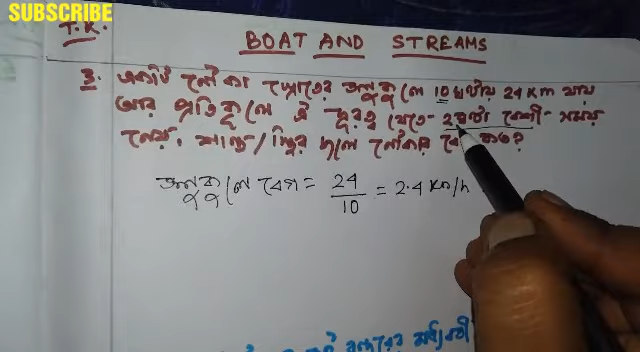 SUBSCRIBE
T.K.
BOAT AND STREAMS
3. একটি নৌকা স্রোতের অনুকূলে 10 ঘন্টায় 24 km যায়
আর প্রতিকূলে ঐ দূরত্ব যেতে 2 ঘন্টা বেশী সময়
নেয়, শান্ত/স্থির জলে নৌকার বেগ কত?
অনুকূলে বেগ = 24/10 = 2.4 Km/h